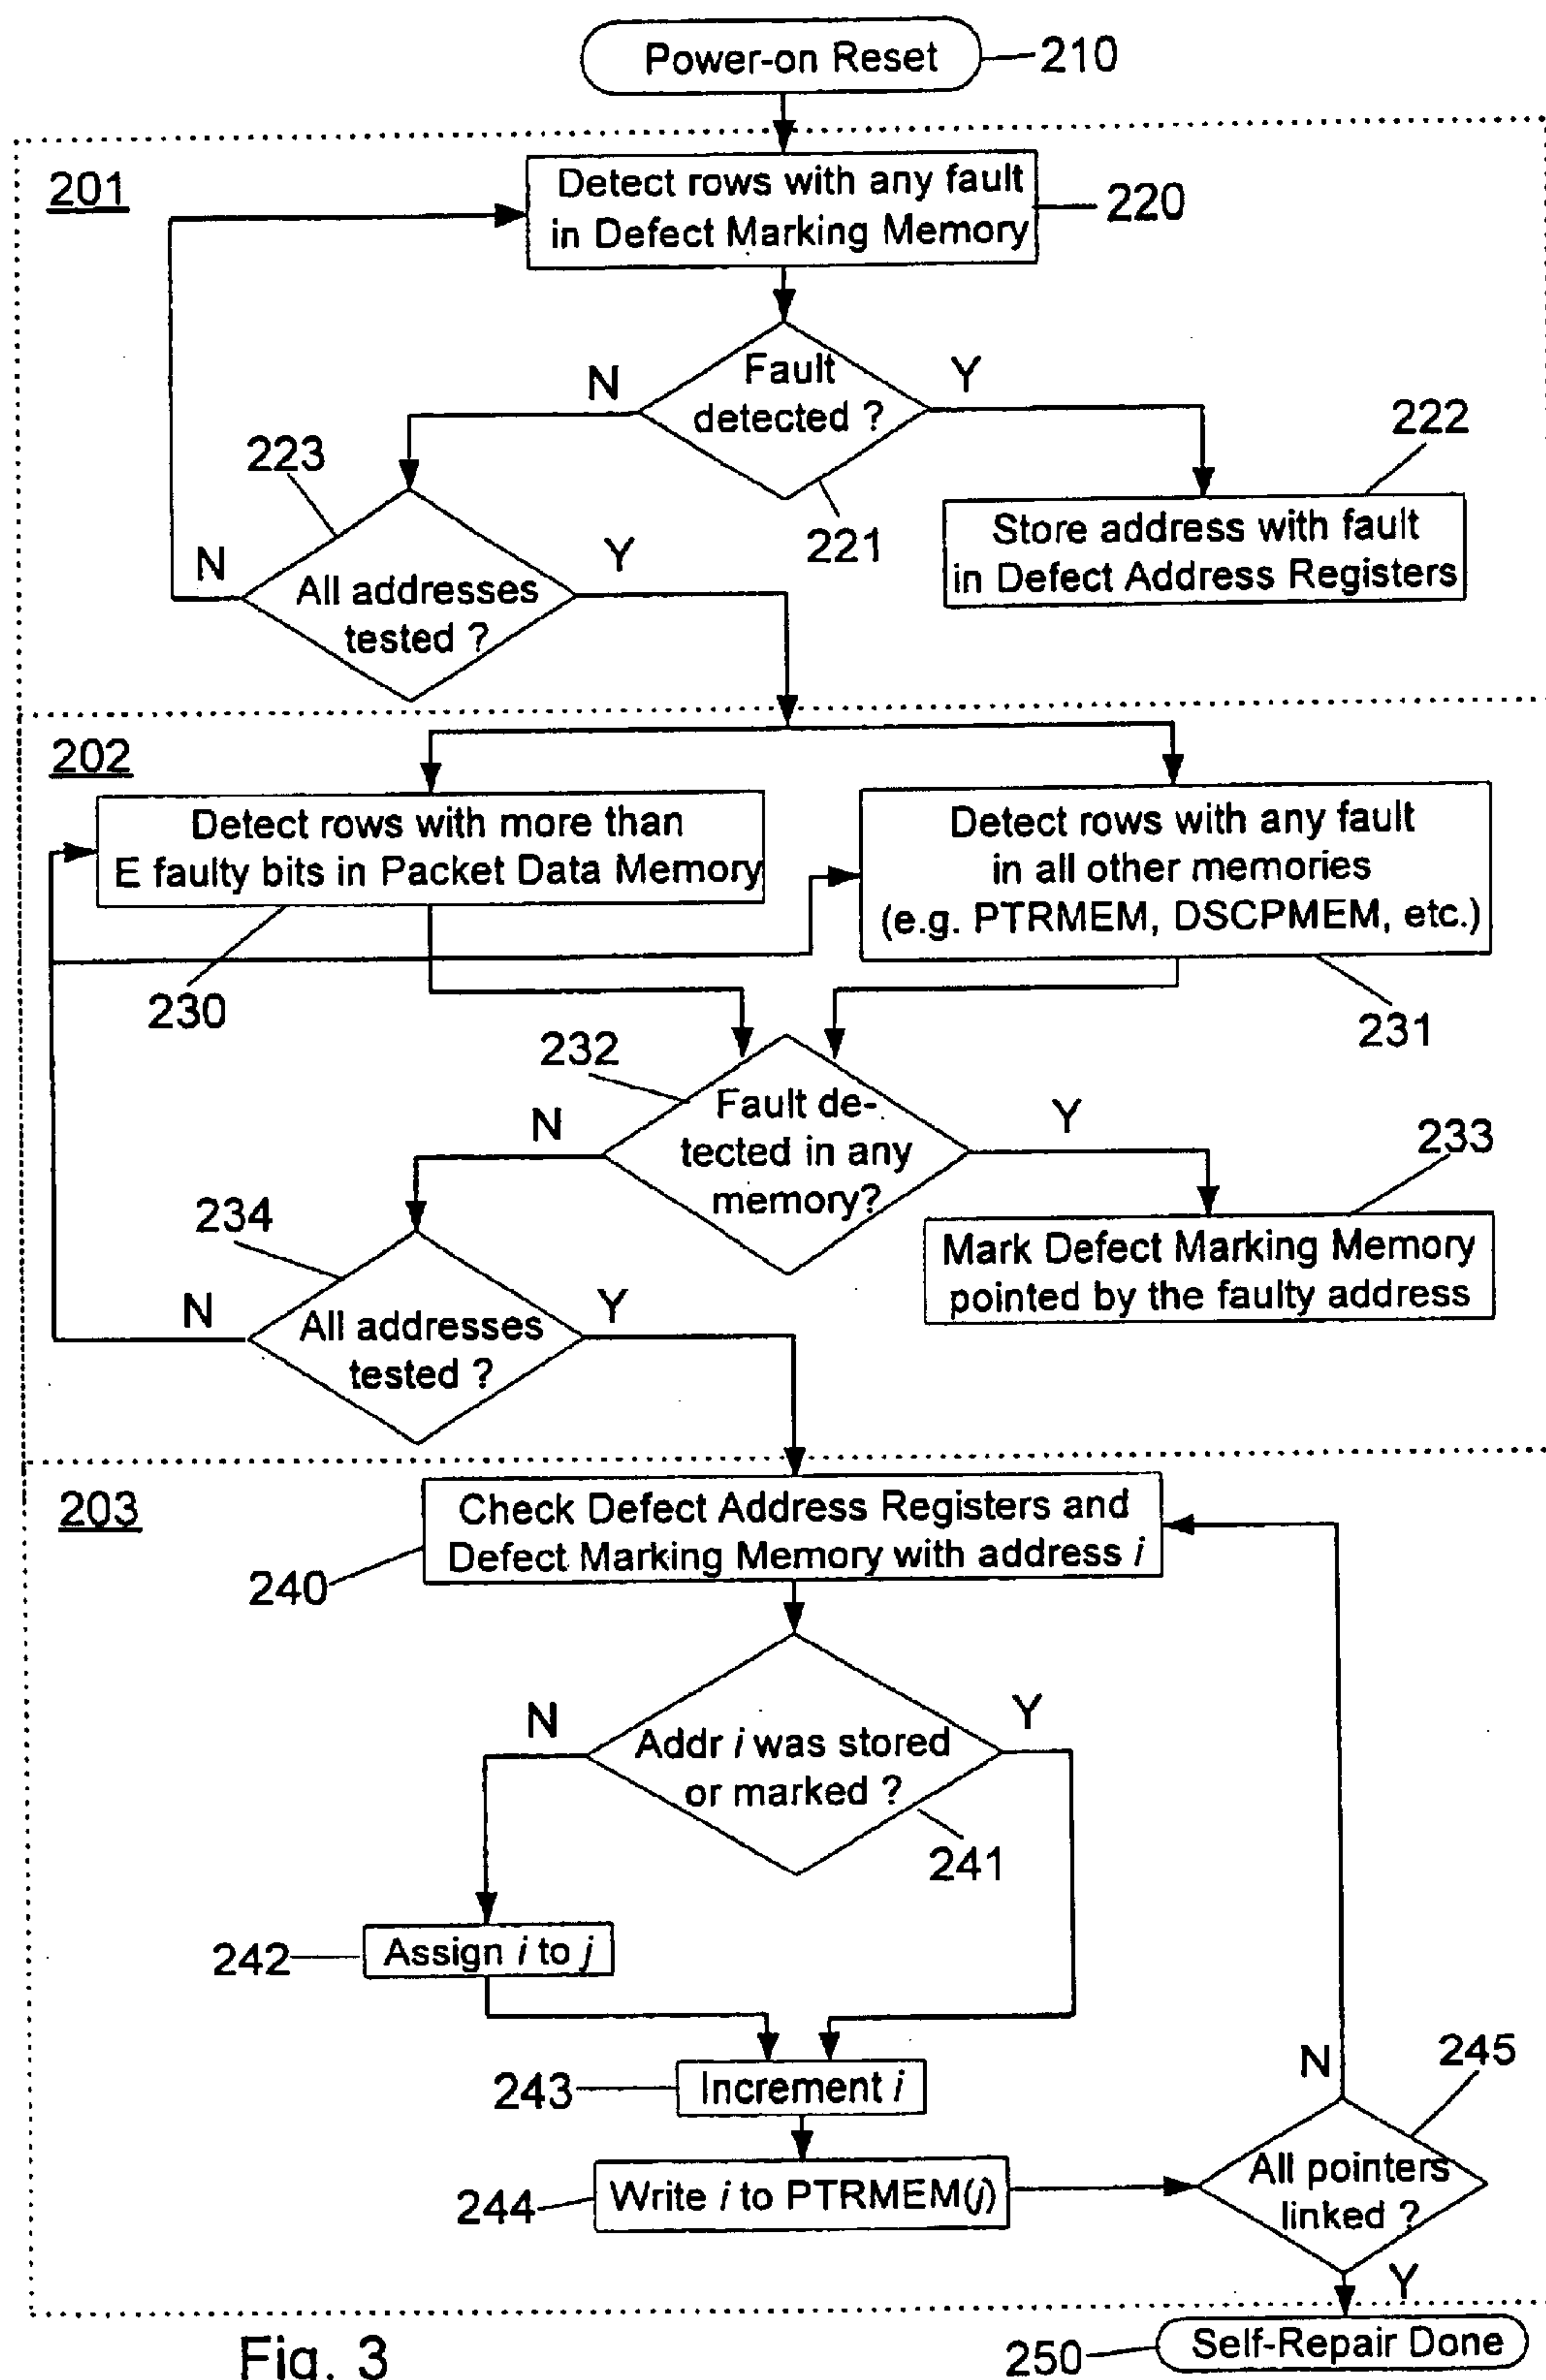 Power-on Reset
210
201
Detect rows with any fault
in Defect Marking Memory
220
N
Fault
detected ?
Y
221
222
Store address with fault
in Defect Address Registers
223
N
All addresses
tested ?
Y
202
Detect rows with more than
E faulty bits in Packet Data Memory
230
Detect rows with any fault
in all other memories
(e.g. PTRMEM, DSCPMEM, etc.)
231
232
N
Fault de-
tected in any
memory?
Y
233
Mark Defect Marking Memory
pointed by the faulty address
234
N
All addresses
tested ?
Y
203
Check Defect Address Registers and
Defect Marking Memory with address i
240
N
Addr i was stored
or marked ?
Y
241
242
Assign i to j
243
Increment i
244
Write i to PTRMEM(j)
N
245
All pointers
linked ?
Y
250
Self-Repair Done
Fig. 3